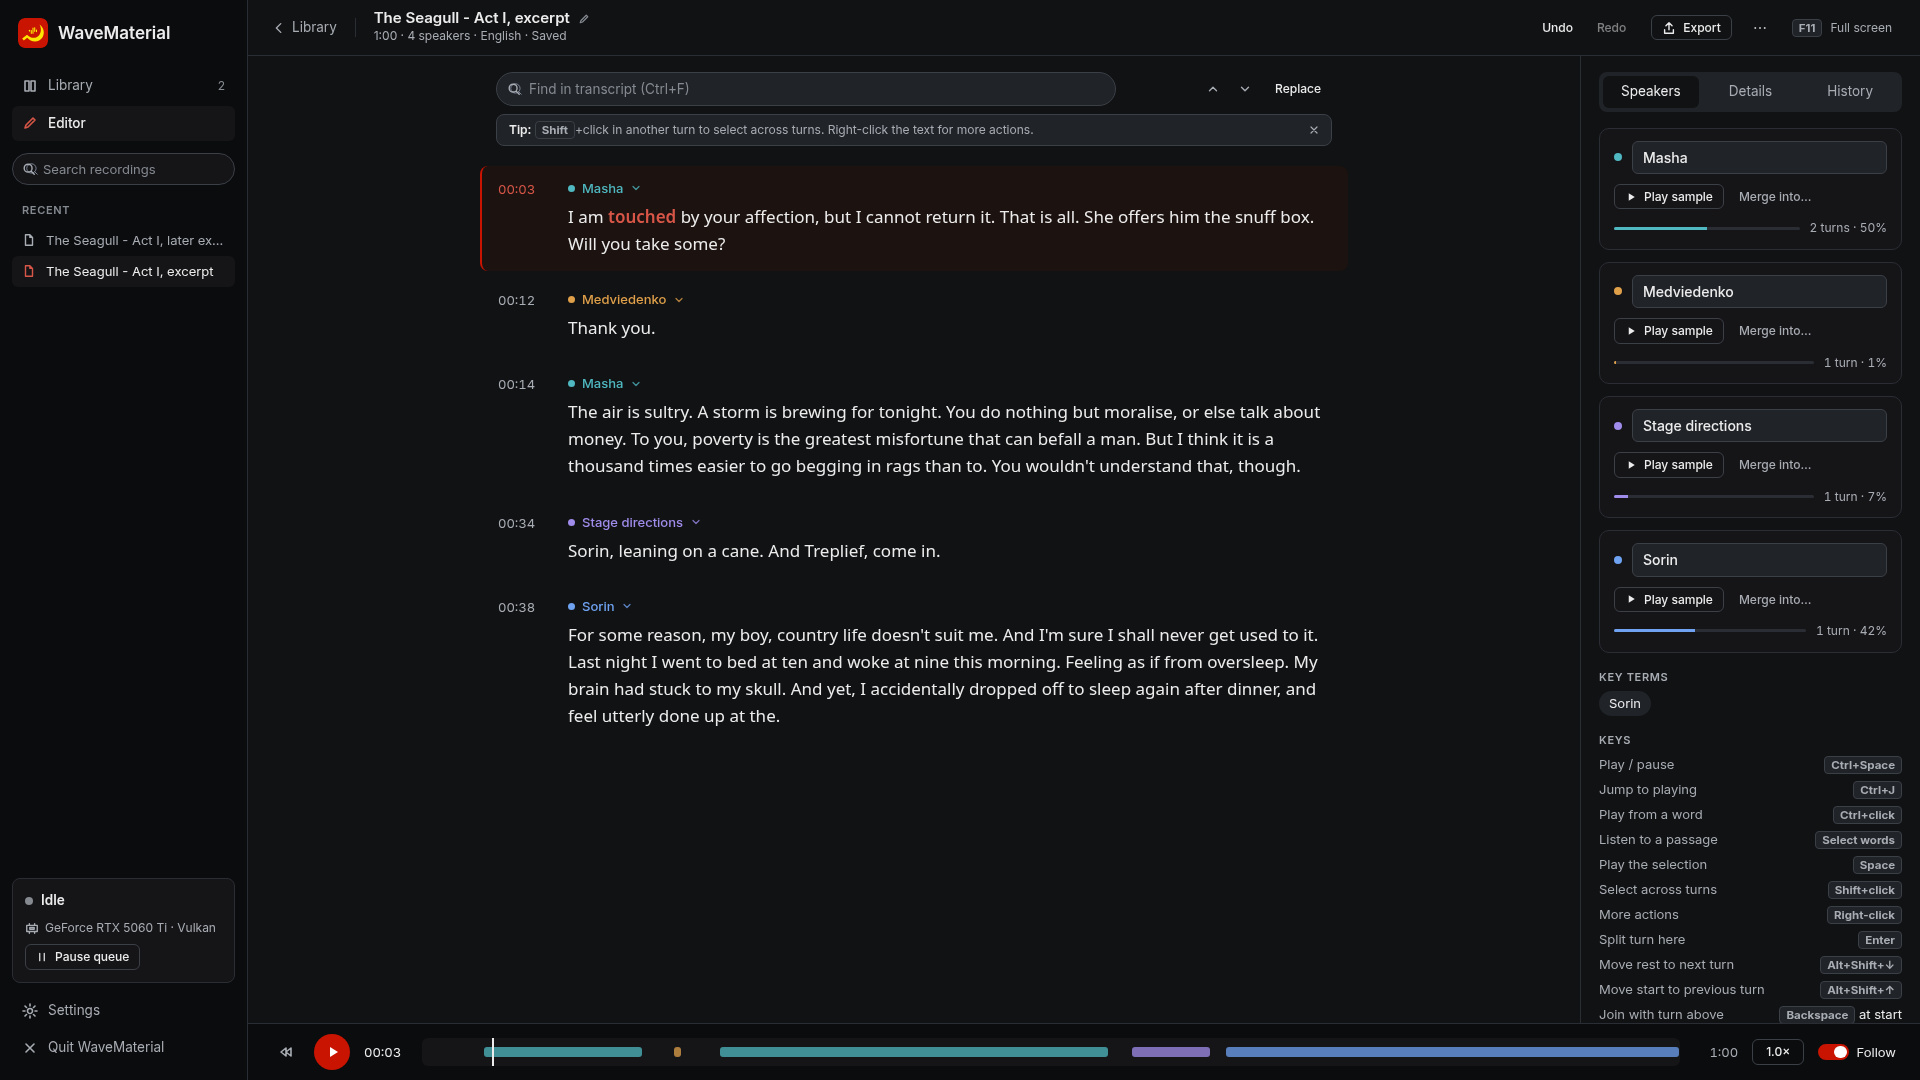 WaveMaterial
Library 2
Editor
Search recordings
RECENT
The Seagull - Act I, later ex...
The Seagull - Act I, excerpt
Idle
GeForce RTX 5060 Ti · Vulkan
Pause queue
Settings
Quit WaveMaterial
Library
The Seagull - Act I, excerpt
1:00 · 4 speakers · English · Saved
Undo
Redo
Export
F11 Full screen
Find in transcript (Ctrl+F)
Replace
Tip: Shift +click in another turn to select across turns. Right-click the text for more actions.
00:03 Masha
I am touched by your affection, but I cannot return it. That is all. She offers him the snuff box.
Will you take some?
00:12 Medviedenko
Thank you.
00:14 Masha
The air is sultry. A storm is brewing for tonight. You do nothing but moralise, or else talk about
money. To you, poverty is the greatest misfortune that can befall a man. But I think it is a
thousand times easier to go begging in rags than to. You wouldn't understand that, though.
00:34 Stage directions
Sorin, leaning on a cane. And Treplief, come in.
00:38 Sorin
For some reason, my boy, country life doesn't suit me. And I'm sure I shall never get used to it.
Last night I went to bed at ten and woke at nine this morning. Feeling as if from oversleep. My
brain had stuck to my skull. And yet, I accidentally dropped off to sleep again after dinner, and
feel utterly done up at the.
Speakers Details History
Masha
Play sample Merge into...
2 turns · 50%
Medviedenko
Play sample Merge into...
1 turn · 1%
Stage directions
Play sample Merge into...
1 turn · 7%
Sorin
Play sample Merge into...
1 turn · 42%
KEY TERMS
Sorin
KEYS
Play / pause Ctrl+Space
Jump to playing Ctrl+J
Play from a word Ctrl+click
Listen to a passage Select words
Play the selection Space
Select across turns Shift+click
More actions Right-click
Split turn here Enter
Move rest to next turn Alt+Shift+↓
Move start to previous turn Alt+Shift+↑
Join with turn above Backspace at start
00:03
1:00 1.0× Follow